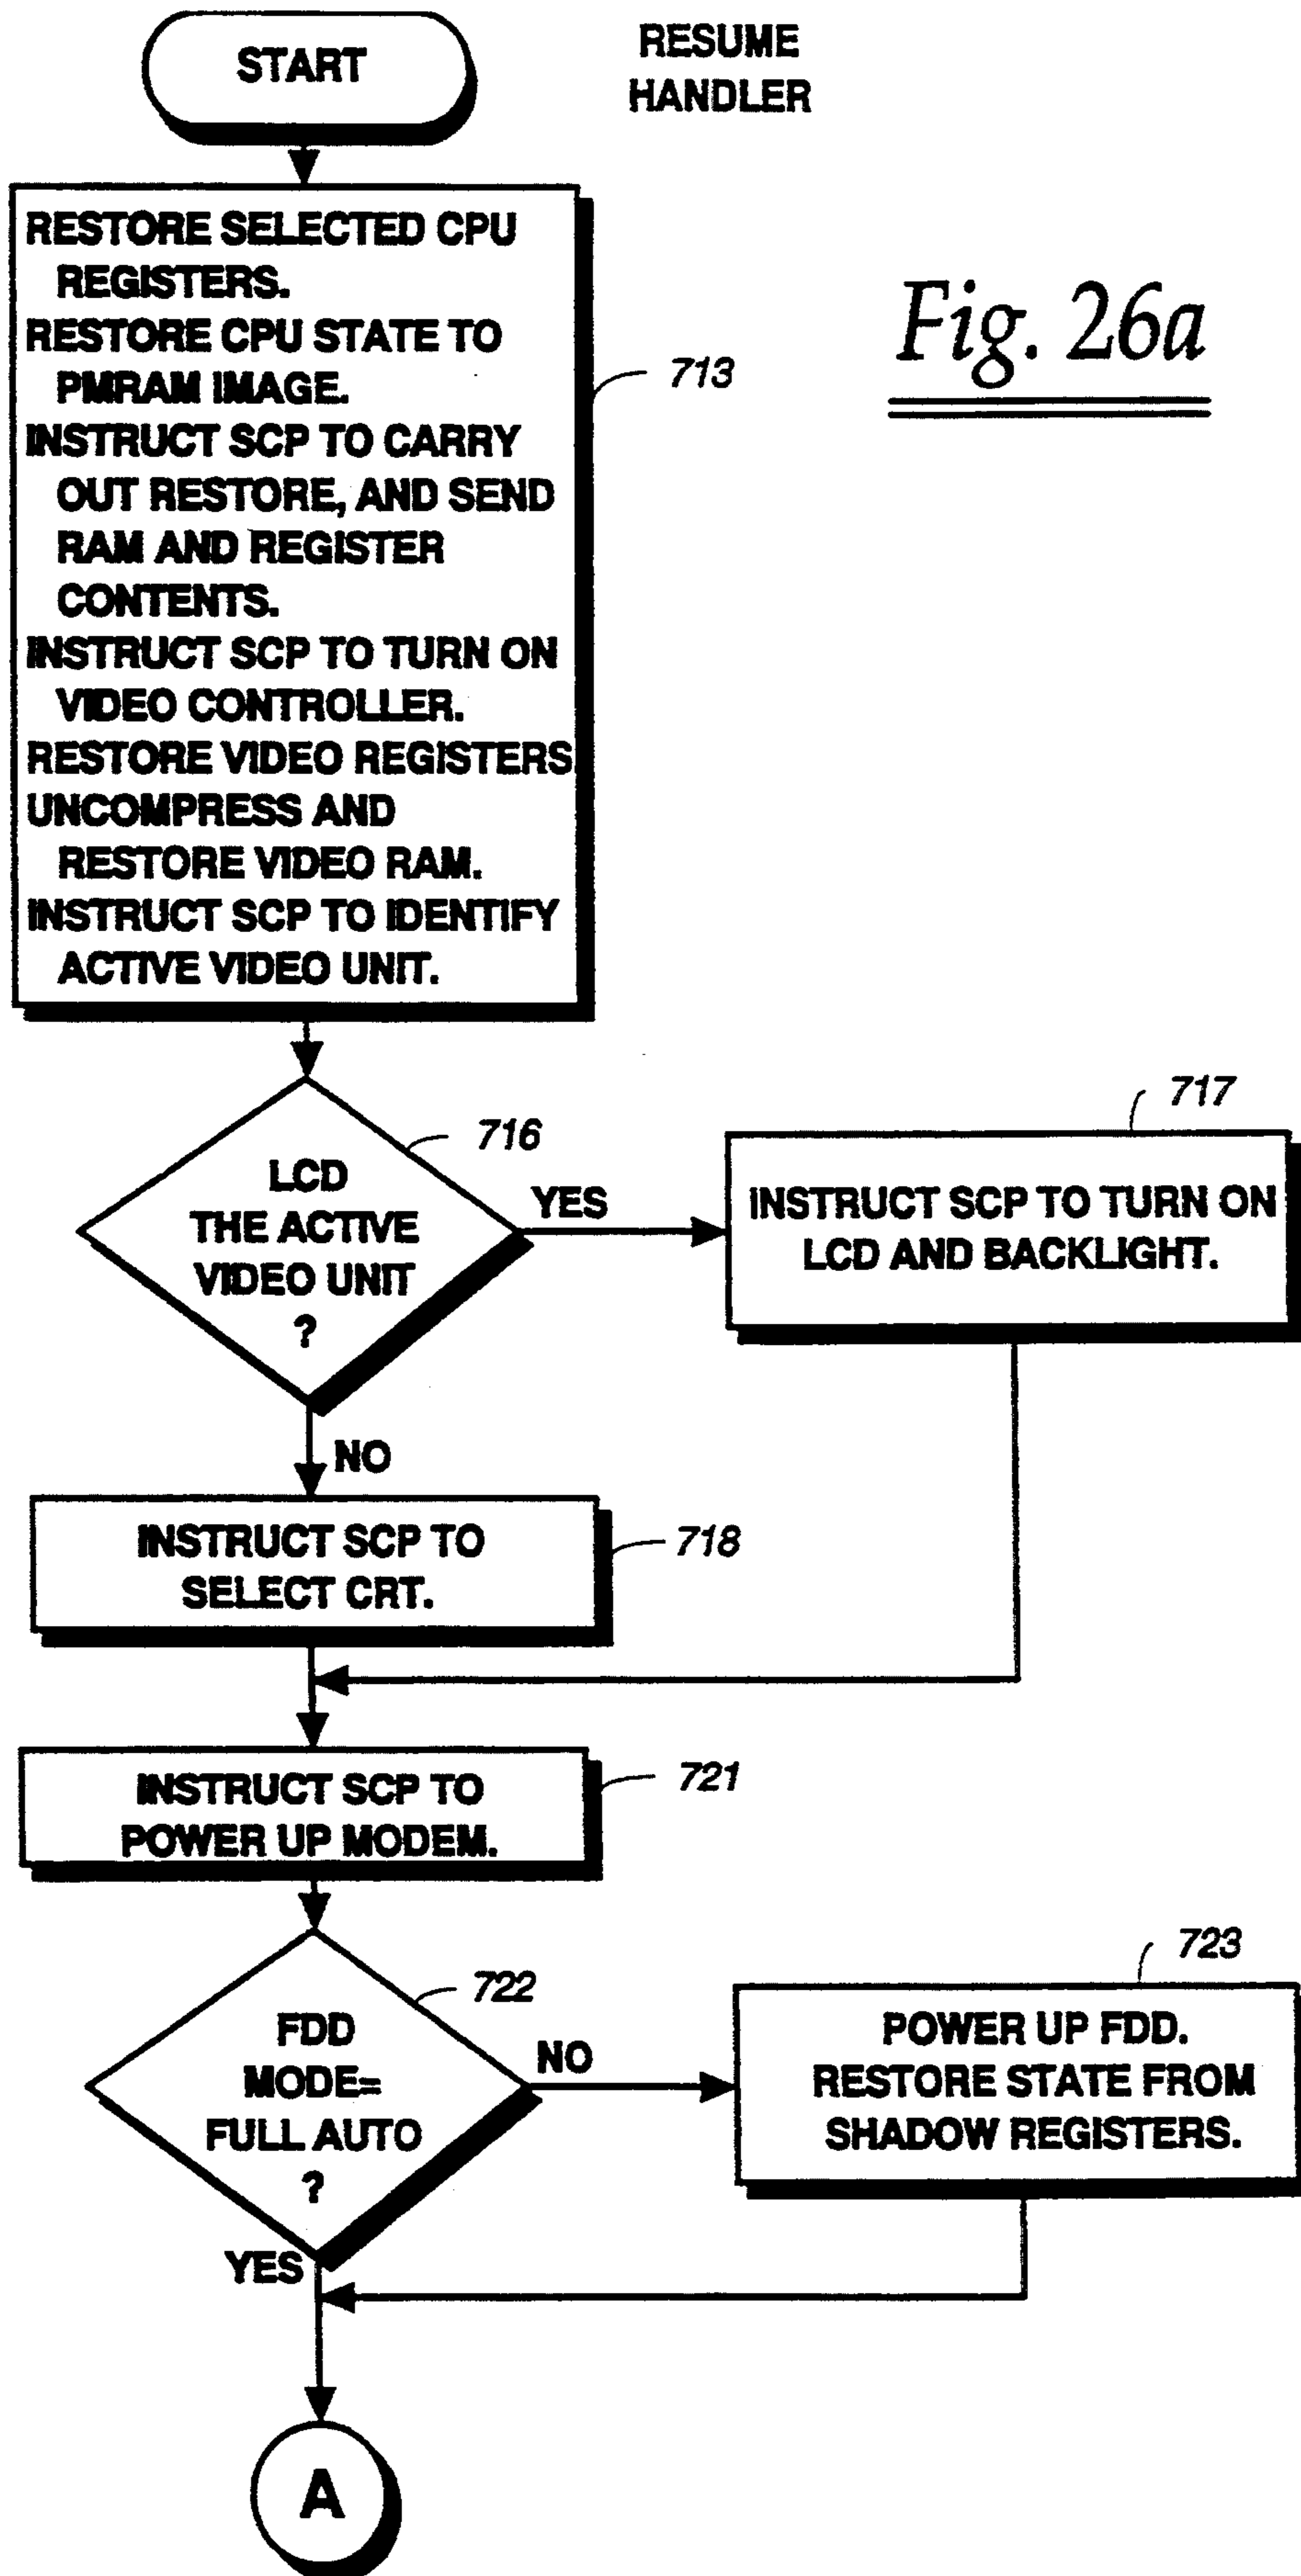 START
RESUME
HANDLER
RESTORE SELECTED CPU
REGISTERS.
RESTORE CPU STATE TO
PMRAM IMAGE.
INSTRUCT SCP TO CARRY
OUT RESTORE, AND SEND
RAM AND REGISTER
CONTENTS.
INSTRUCT SCP TO TURN ON
VIDEO CONTROLLER.
RESTORE VIDEO REGISTERS
UNCOMPRESS AND
RESTORE VIDEO RAM.
INSTRUCT SCP TO IDENTIFY
ACTIVE VIDEO UNIT.
713
Fig. 26a
LCD
THE ACTIVE
VIDEO UNIT
?
716
YES
717
INSTRUCT SCP TO TURN ON
LCD AND BACKLIGHT.
NO
INSTRUCT SCP TO
SELECT CRT.
718
INSTRUCT SCP TO
POWER UP MODEM.
721
FDD
MODE=
FULL AUTO
?
722
NO
723
POWER UP FDD.
RESTORE STATE FROM
SHADOW REGISTERS.
YES
A